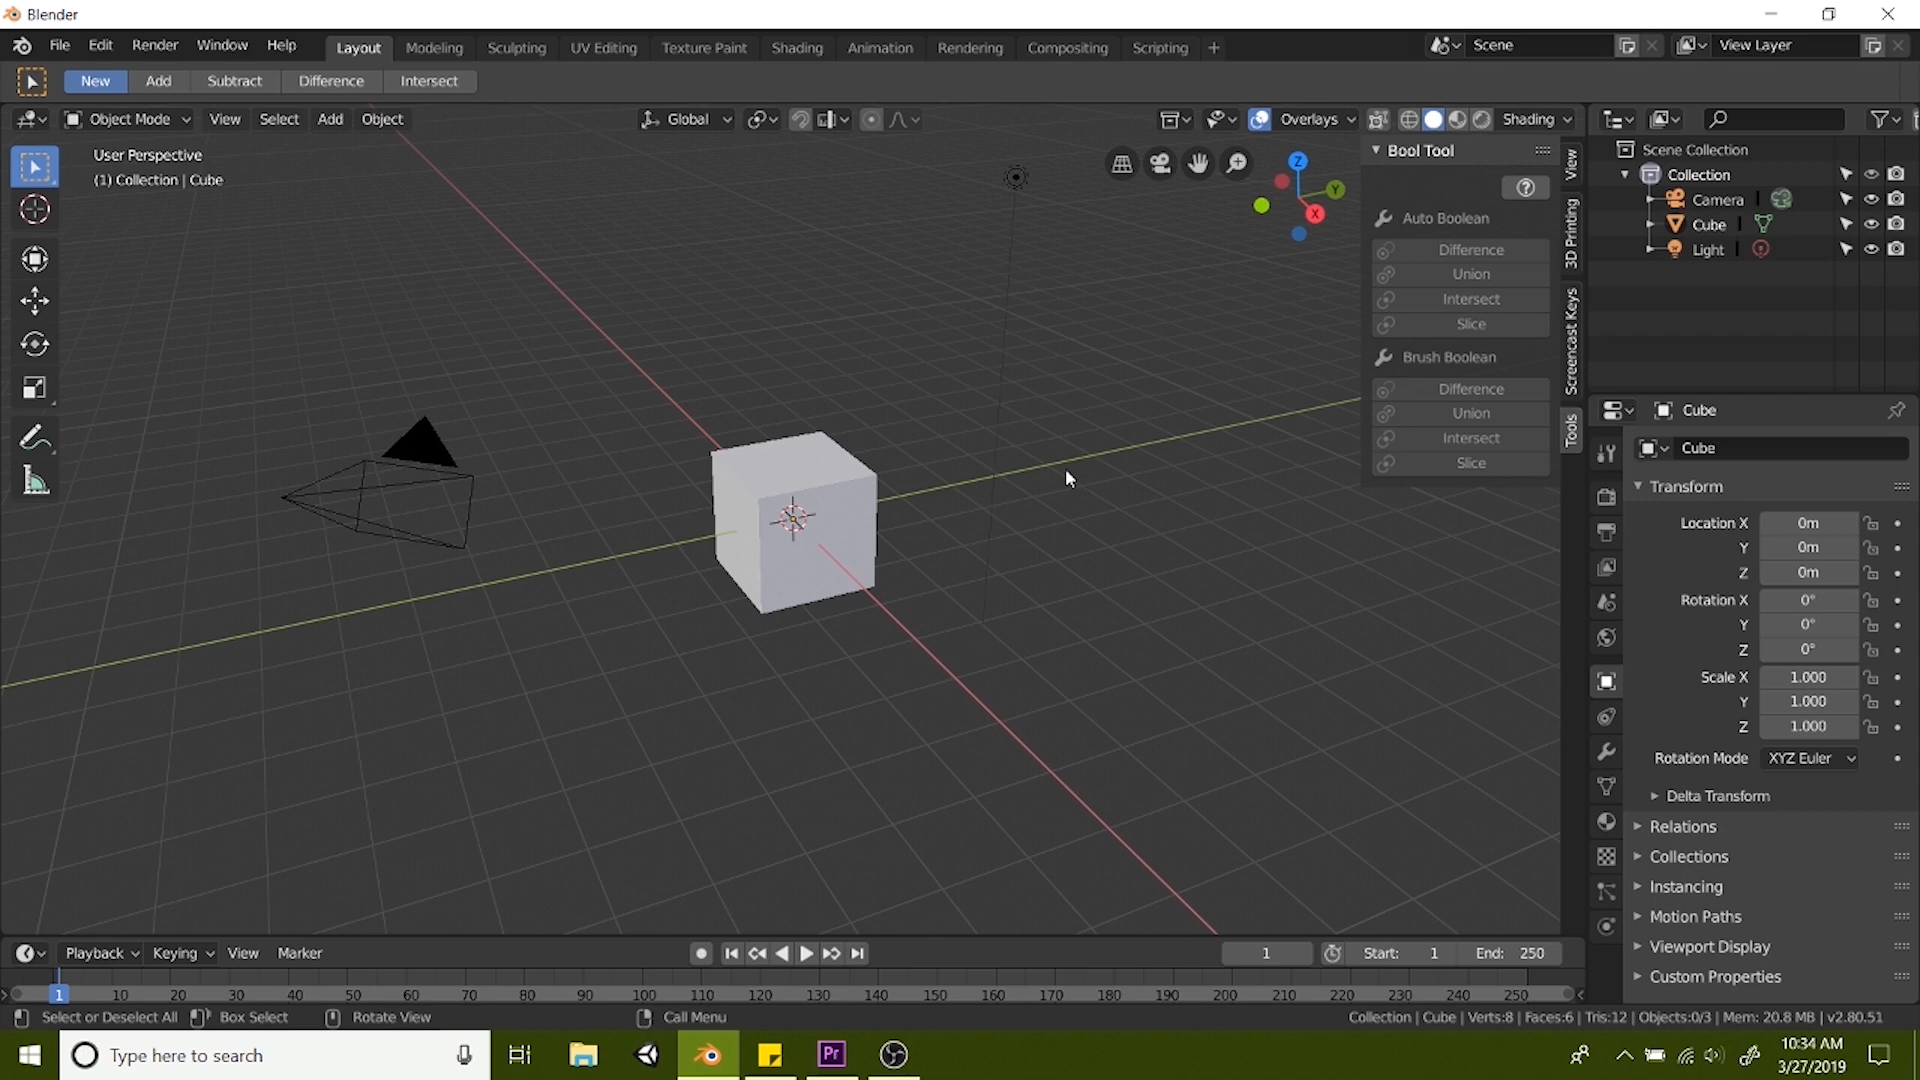 Blender
File Edit Render Window Help Layout Modeling Sculpting UV Editing Texture Paint Shading Animation Rendering Compositing Scripting + Scene View Layer
New Add Subtract Difference Intersect
Object Mode View Select Add Object Global Overlays Shading
User Perspective
(1) Collection | Cube
Z
Y
X
Bool Tool
?
Auto Boolean
Difference
Union
Intersect
Slice
Brush Boolean
Difference
Union
Intersect
Slice
View
3D Printing
Screencast Keys
Tools
Scene Collection
Collection
Camera
Cube
Light
Cube
Cube
Transform
Location X 0m
Y 0m
Z 0m
Rotation X 0°
Y 0°
Z 0°
Scale X 1.000
Y 1.000
Z 1.000
Rotation Mode XYZ Euler
Delta Transform
Relations
Collections
Instancing
Motion Paths
Viewport Display
Custom Properties
Playback Keying View Marker 1 Start: 1 End: 250
1 10 20 30 40 50 60 70 80 90 100 110 120 130 140 150 160 170 180 190 200 210 220 230 240 250
Select or Deselect All Box Select Rotate View Call Menu Collection | Cube | Verts:8 | Faces:6 | Tris:12 | Objects:0/3 | Mem: 20.8 MB | v2.80.51
Type here to search Pr 10:34 AM
3/27/2019